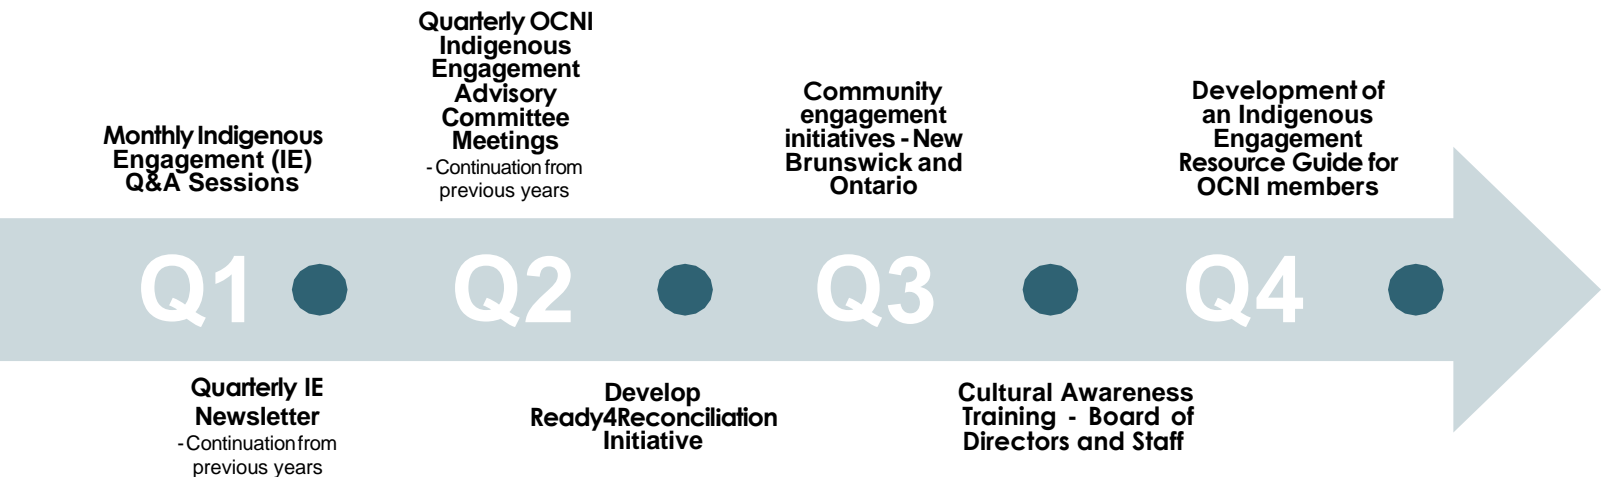 Monthly Indigenous
Engagement (IE)
Q&A Sessions
Quarterly OCNI
Indigenous
Engagement
Advisory
Committee
Meetings
- Continuation from
previous years
Community
engagement
initiatives - New
Brunswick and
Ontario
Development of
an Indigenous
Engagement
Resource Guide for
OCNI members
Q1
Q2
Q3
Q4
Quarterly IE
Newsletter
- Continuation from
previous years
Develop
Ready4Reconciliation
Initiative
Cultural Awareness
Training - Board of
Directors and Staff